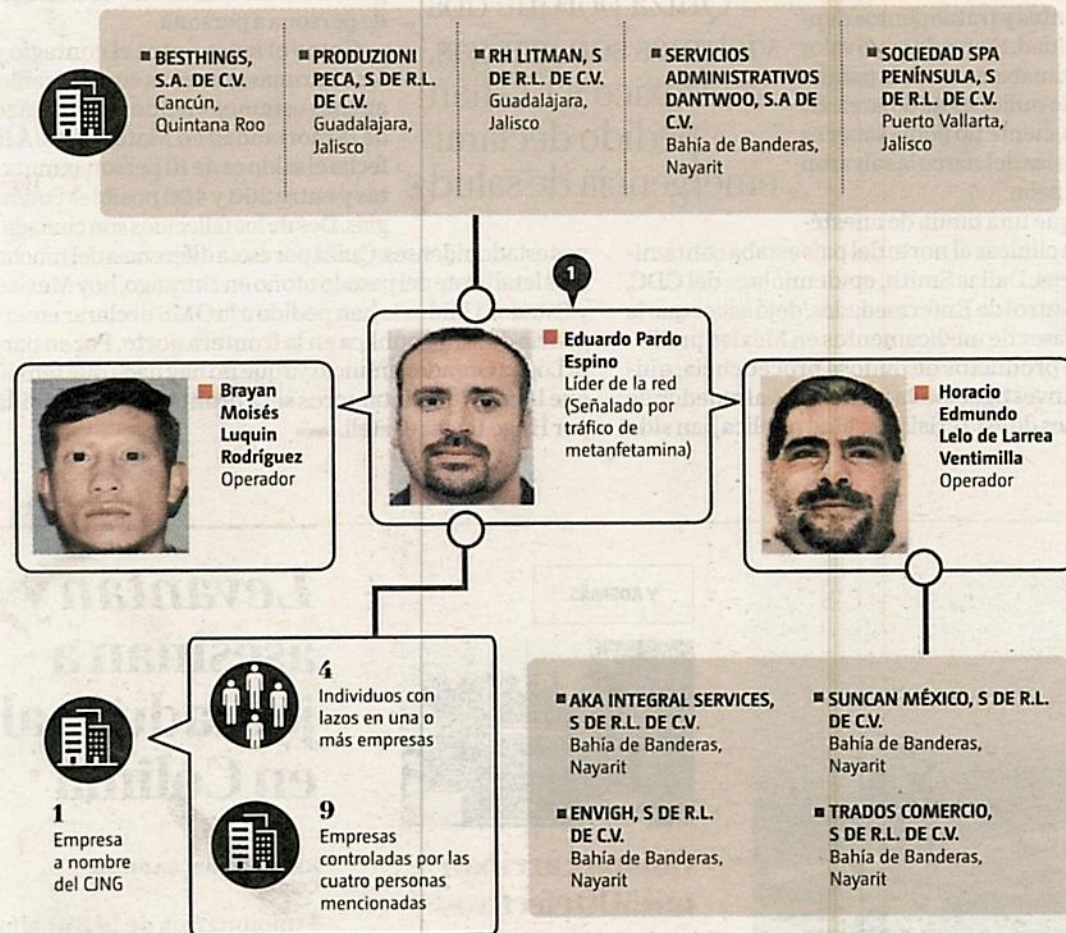 BESTHINGS,
S.A. DE C.V.
Cancún,
Quintana Roo
PRODUZIONI
PECA, S DE R.L.
DE C.V.
Guadalajara,
Jalisco
RH LITMAN, S
DE R.L. DE C.V.
Guadalajara,
Jalisco
SERVICIOS
ADMINISTRATIVOS
DANTWOO, S.A DE
C.V.
Bahía de Banderas,
Nayarit
SOCIEDAD SPA
PENÍNSULA, S
DE R.L. DE C.V.
Puerto Vallarta,
Jalisco
1
Eduardo Pardo
Espino
Líder de la red
(Señalado por
tráfico de
metanfetamina)
Brayan
Moisés
Luquin
Rodríguez
Operador
Horacio
Edmundo
Lelo de Larrea
Ventimilla
Operador
4
Individuos con
lazos en una o
más empresas
1
Empresa
a nombre
del CJNG
9
Empresas
controladas por las
cuatro personas
mencionadas
AKA INTEGRAL SERVICES,
S DE R.L. DE C.V.
Bahía de Banderas,
Nayarit
SUNCAN MÉXICO, S DE R.L.
DE C.V.
Bahía de Banderas,
Nayarit
ENVIGH, S DE R.L.
DE C.V.
Bahía de Banderas,
Nayarit
TRADOS COMERCIO,
S DE R.L. DE C.V.
Bahía de Banderas,
Nayarit